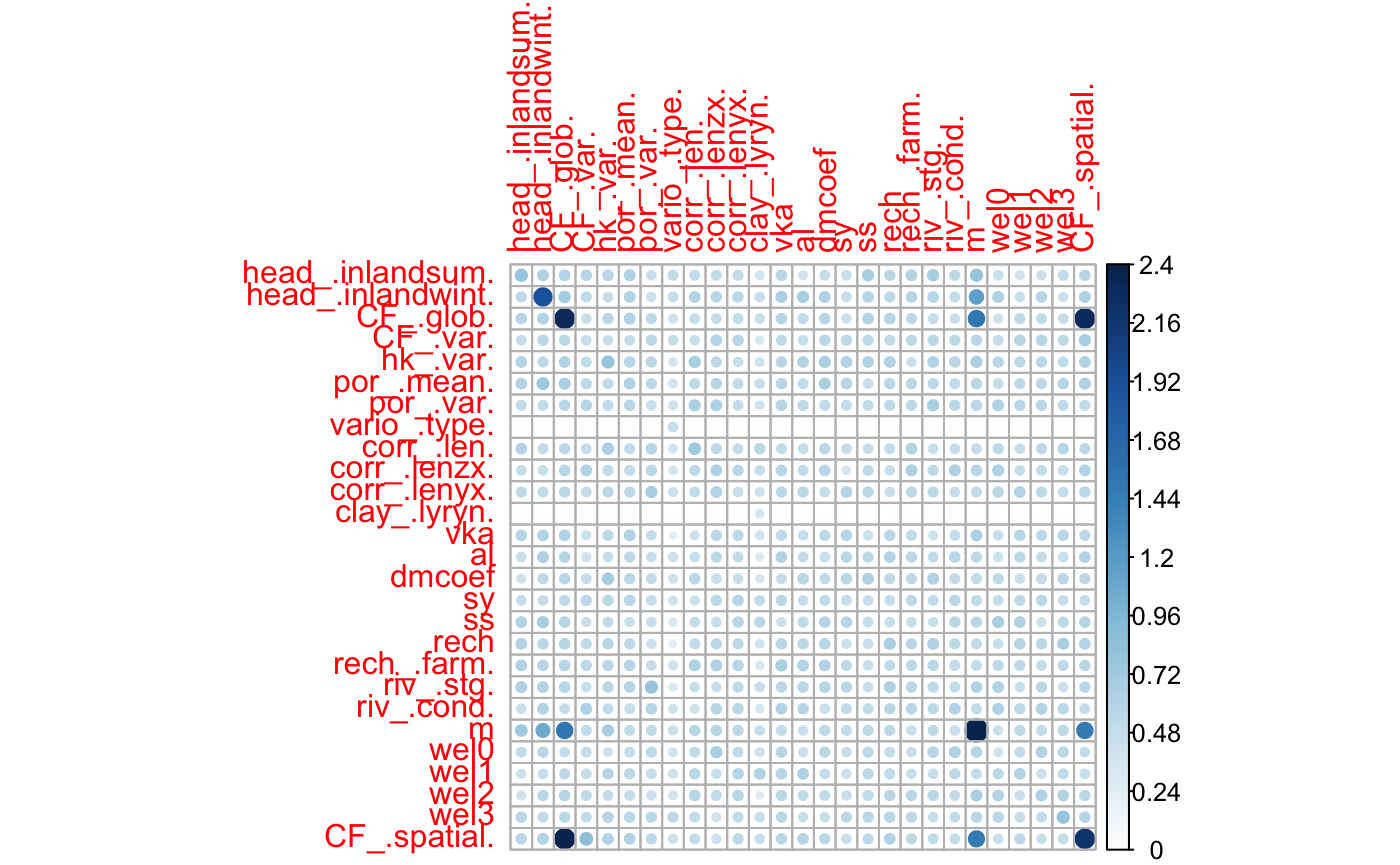 head_.inlandsum.
head_.inlandwint.
CF_.glob.
CF_.var.
hk_.var.
por_.mean.
por_.var.
vario_.type.
corr_.len.
corr_.lenzx.
corr_.lenyx.
clay_.lyryn.
vka
al
dmcoef
sy
ss
rech
rech_.farm.
riv_.stg.
riv_.cond.
m
wel0
wel1
wel2
wel3
CF_.spatial.
head_.inlandsum.
head_.inlandwint.
CF_.glob.
CF_.var.
hk_.var.
por_.mean.
por_.var.
vario_.type.
corr_.len.
corr_.lenzx.
corr_.lenyx.
clay_.lyryn.
vka
al
dmcoef
sy
ss
rech
rech_.farm.
riv_.stg.
riv_.cond.
m
wel0
wel1
wel2
wel3
CF_.spatial.
2.4
2.16
1.92
1.68
1.44
1.2
0.96
0.72
0.48
0.24
0